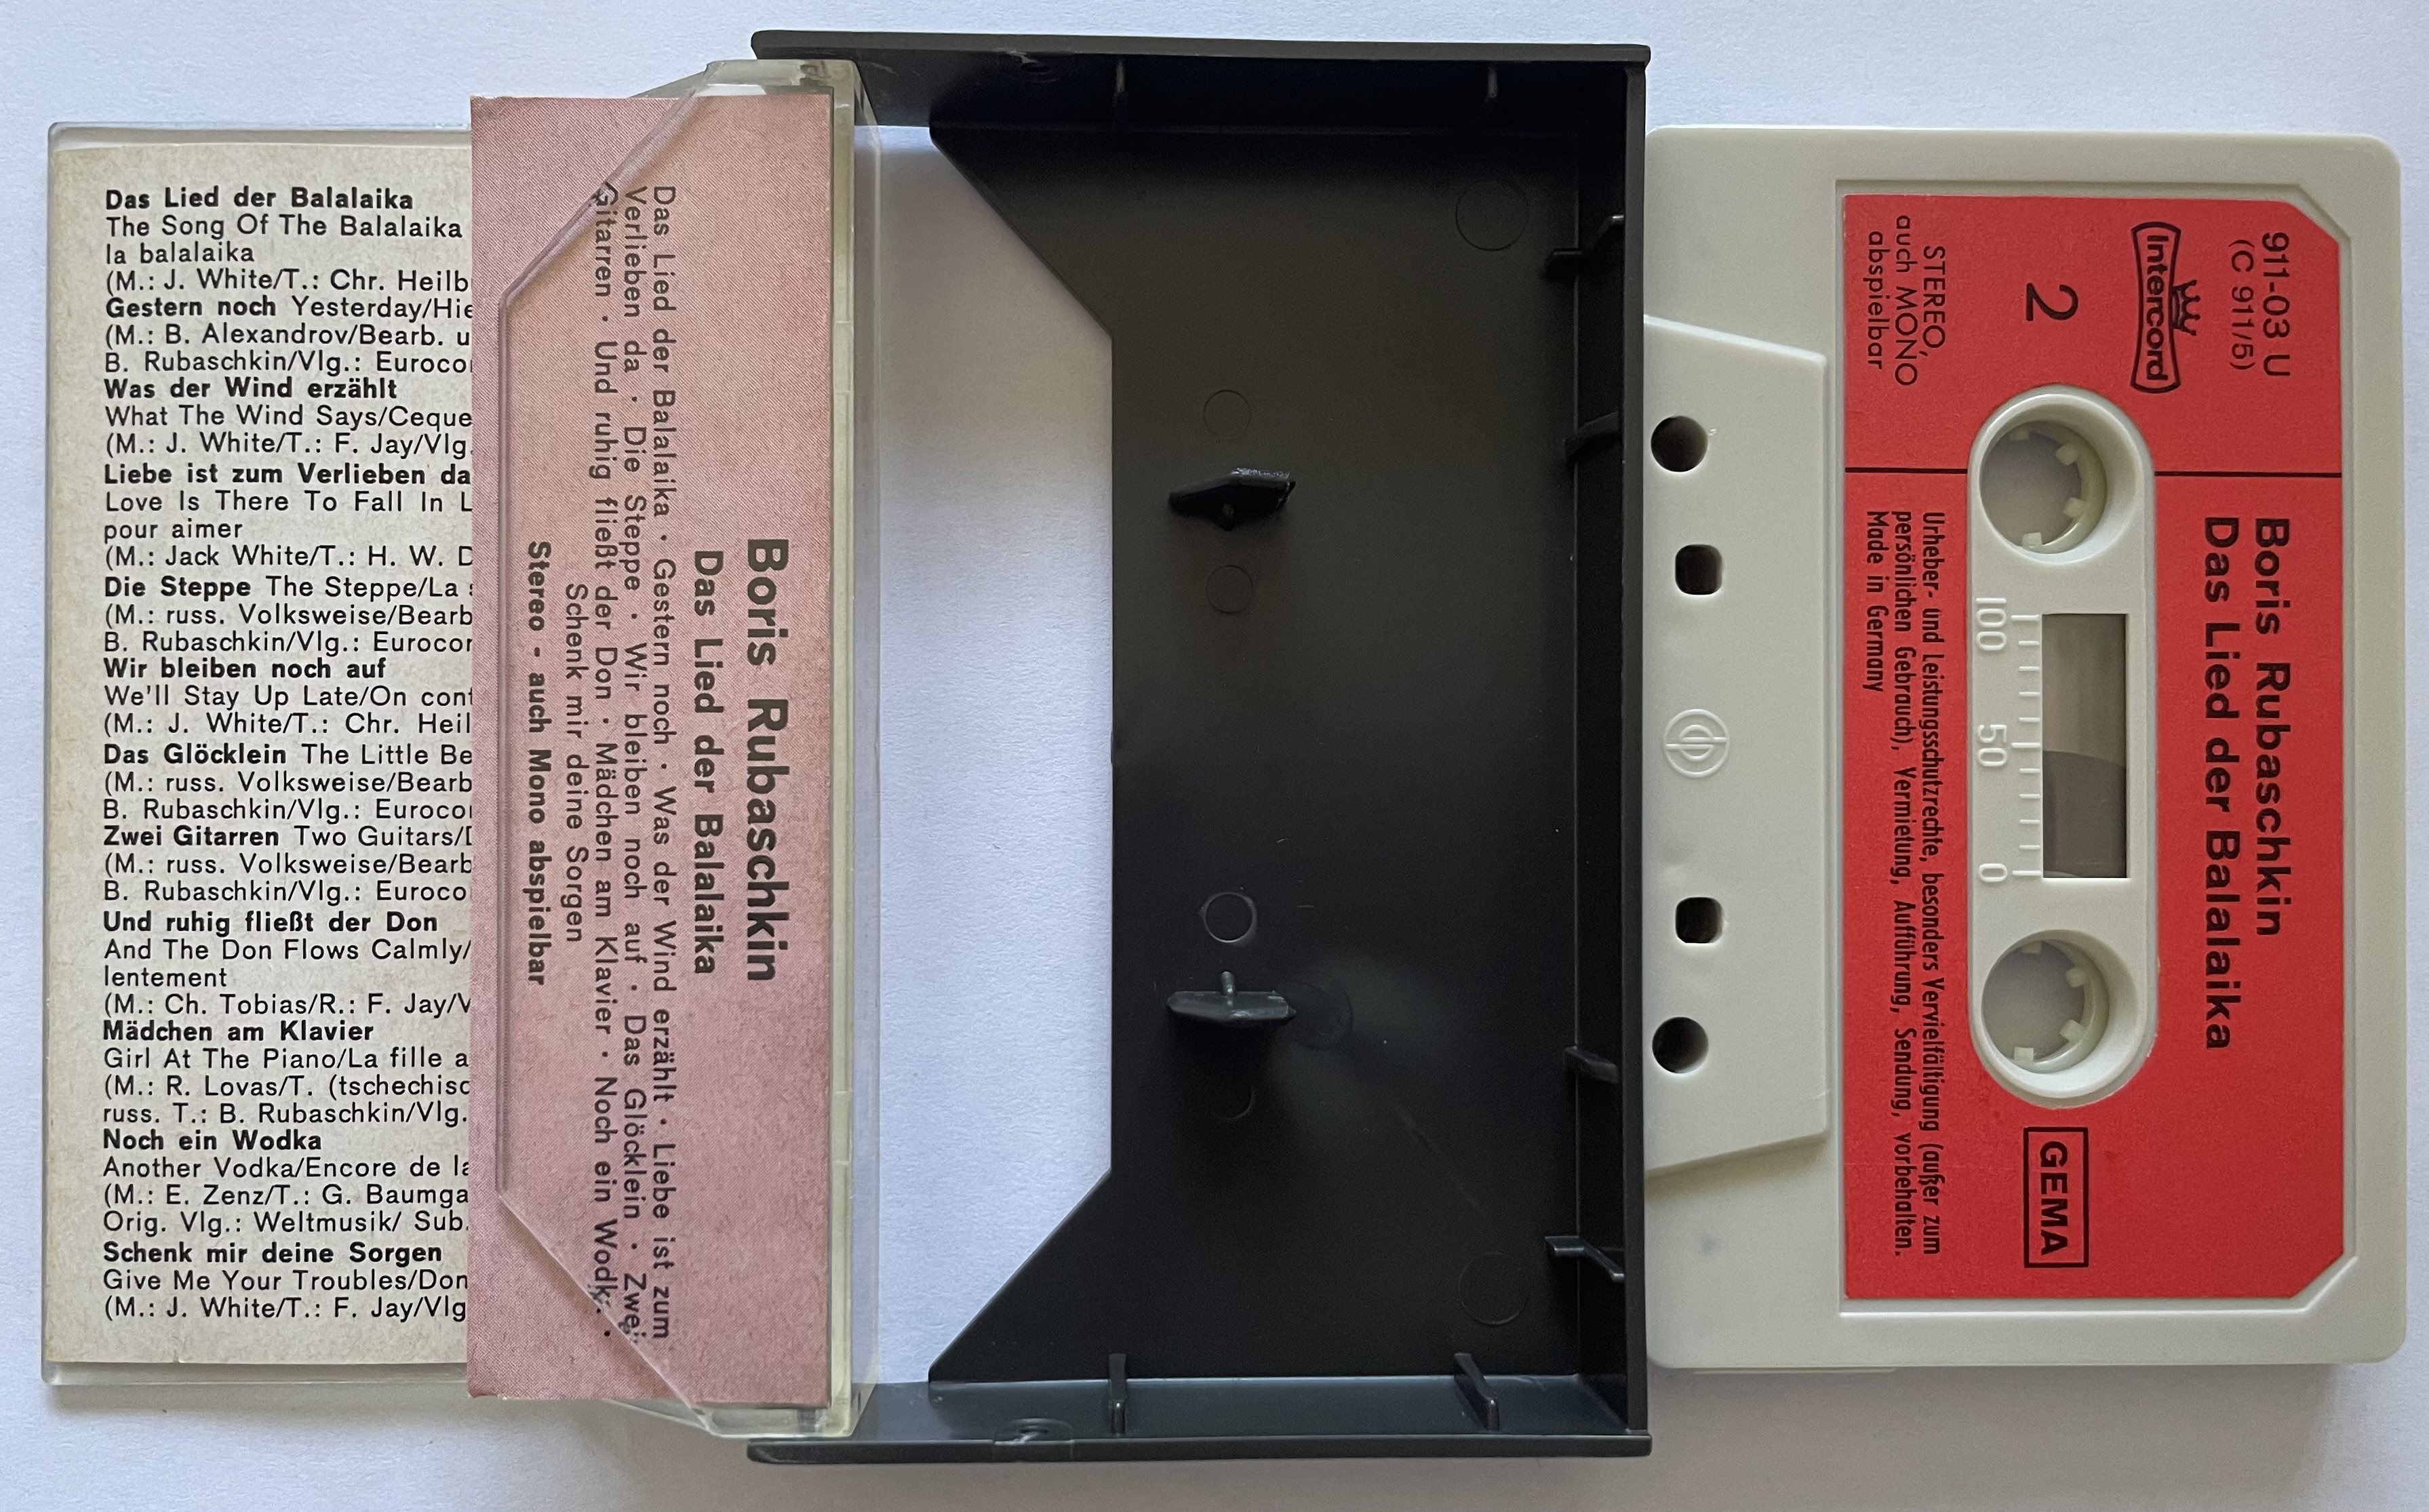 Das Lied der Balalaika
The Song Of The Balalaika
la balalaika
(M.: J. White/T.: Chr. Heilb
Gestern noch Yesterday/Hie
(M.: B. Alexandrov/Bearb. u
B. Rubaschkin/Vlg.: Euroco
Was der Wind erzählt
What The Wind Says/Ceque
(M.: J. White/T.: F. Jay/Vlg.
Liebe ist zum Verlieben da
Love Is There To Fall In L
pour aimer
(M.: Jack White/T.: H. W. D
Die Steppe The Steppe/La
(M.: russ. Volksweise/Bearb
B. Rubaschkin/Vlg.: Eurocor
Wir bleiben noch auf
We'll Stay Up Late/On cont
(M.: J. White/T.: Chr. Heil
Das Glöcklein The Little Be
(M.: russ. Volksweise/Bearb
B. Rubaschkin/Vlg.: Euroco
Zwei Gitarren Two Guitars/D
(M.: russ. Volksweise/Bearb
B. Rubaschkin/Vlg.: Euroco
Und ruhig fließt der Don
And The Don Flows Calmly/
lentement
(M.: Ch. Tobias/R.: F. Jay/V
Mädchen am Klavier
Girl At The Piano/La fille a
(M.: R. Lovas/T. (tschechisc
russ. T.: B. Rubaschkin/Vlg.
Noch ein Wodka
Another Vodka/Encore de la
(M.: E. Zenz/T.: G. Baumga
Orig. Vlg.: Weltmusik/ Sub.
Schenk mir deine Sorgen
Give Me Your Troubles/Don
(M.: J. White/T.: F. Jay/Vlg
Boris Rubaschkin
Das Lied der Balalaika
Das Lied der Balalaika · Gestern noch · Was der Wind erzählt · Liebe ist zum
Verlieben da · Die Steppe · Wir bleiben noch auf · Das Glöcklein · Zwei
Gitarren · Und ruhig fließt der Don · Mädchen am Klavier · Noch ein Wodka ·
Schenk mir deine Sorgen
Stereo - auch Mono abspielbar
911-03 U
(C 911/5)
Intercord
2
STEREO,
auch MONO
abspielbar
Boris Rubaschkin
Das Lied der Balalaika
100 50 0
GEMA
Urheber- und Leistungsschutzrechte, besonders Vervielfältigung (außer zum
persönlichen Gebrauch), Vermietung, Aufführung, Sendung, vorbehalten.
Made in Germany